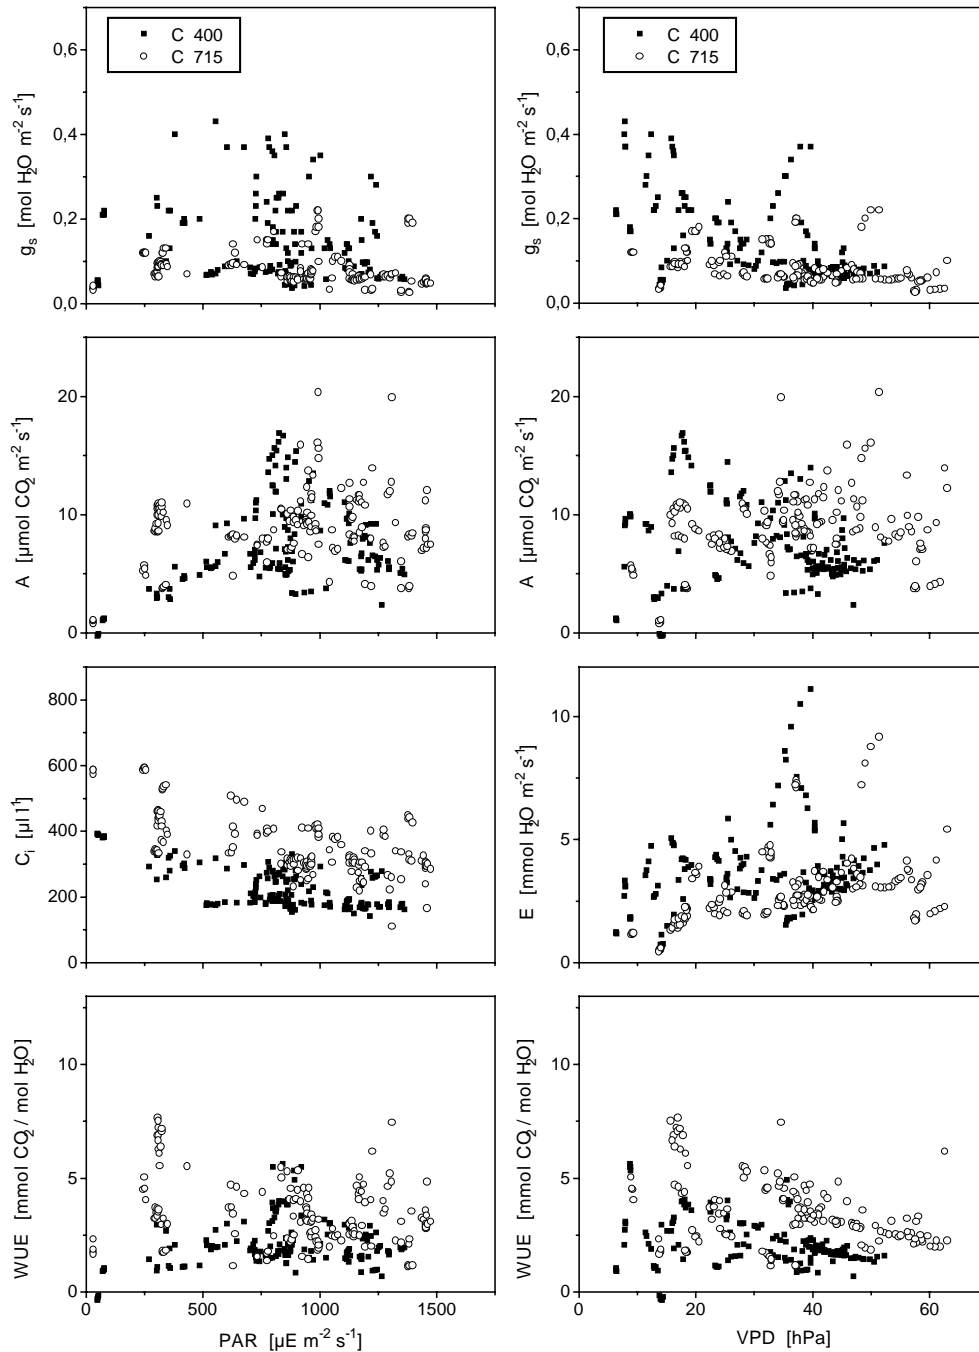 C 400
C 715
C 400
C 715
0,6
0,4
0,2
0,0
gs [mol H2O m-2 s-1]
0,6
0,4
0,2
0,0
gs [mol H2O m-2 s-1]
20
10
0
A [µmol CO2 m-2 s-1]
20
10
0
A [µmol CO2 m-2 s-1]
800
600
400
200
0
Ci [µl l-1]
10
5
0
E [mmol H2O m-2 s-1]
10
5
0
WUE [mmol CO2 / mol H2O]
10
5
0
WUE [mmol CO2 / mol H2O]
0 500 1000 1500
PAR [µE m-2 s-1]
0 20 40 60
VPD [hPa]